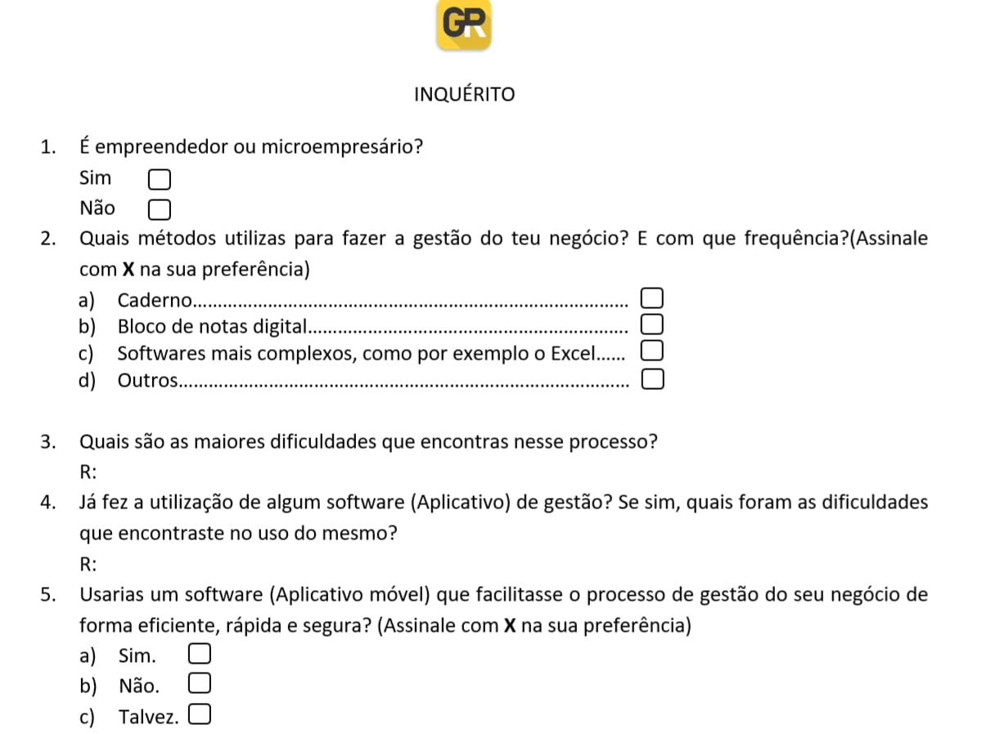 GR
INQUÉRITO
1. É empreendedor ou microempresário?
Sim
Não
2. Quais métodos utilizas para fazer a gestão do teu negócio? E com que frequência?(Assinale
com X na sua preferência)
a) Caderno.......................................................................................
b) Bloco de notas digital................................................................
c) Softwares mais complexos, como por exemplo o Excel......
d) Outros..........................................................................................
3. Quais são as maiores dificuldades que encontras nesse processo?
R:
4. Já fez a utilização de algum software (Aplicativo) de gestão? Se sim, quais foram as dificuldades
que encontraste no uso do mesmo?
R:
5. Usarias um software (Aplicativo móvel) que facilitasse o processo de gestão do seu negócio de
forma eficiente, rápida e segura? (Assinale com X na sua preferência)
a) Sim.
b) Não.
c) Talvez.